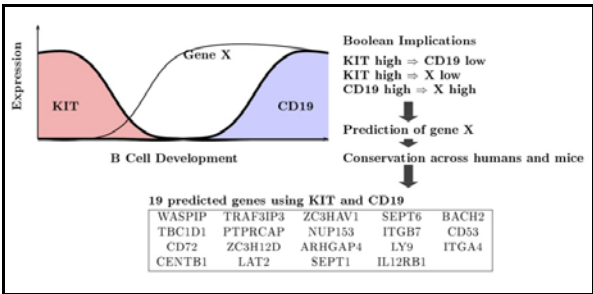 Expression
Gene X
KIT
CD19
B Cell Development
Boolean Implications
KIT high ⇒ CD19 low
KIT high ⇒ X low
CD19 high ⇒ X high
Prediction of gene X
Conservation across humans and mice
19 predicted genes using KIT and CD19
WASPIP TRAF3IP3 ZC3HAV1 SEPT6 BACH2
TBC1D1 PTPRCAP NUP153 ITGB7 CD53
CD72 ZC3H12D ARHGAP4 LY9 ITGA4
CENTB1 LAT2 SEPT1 IL12RB1